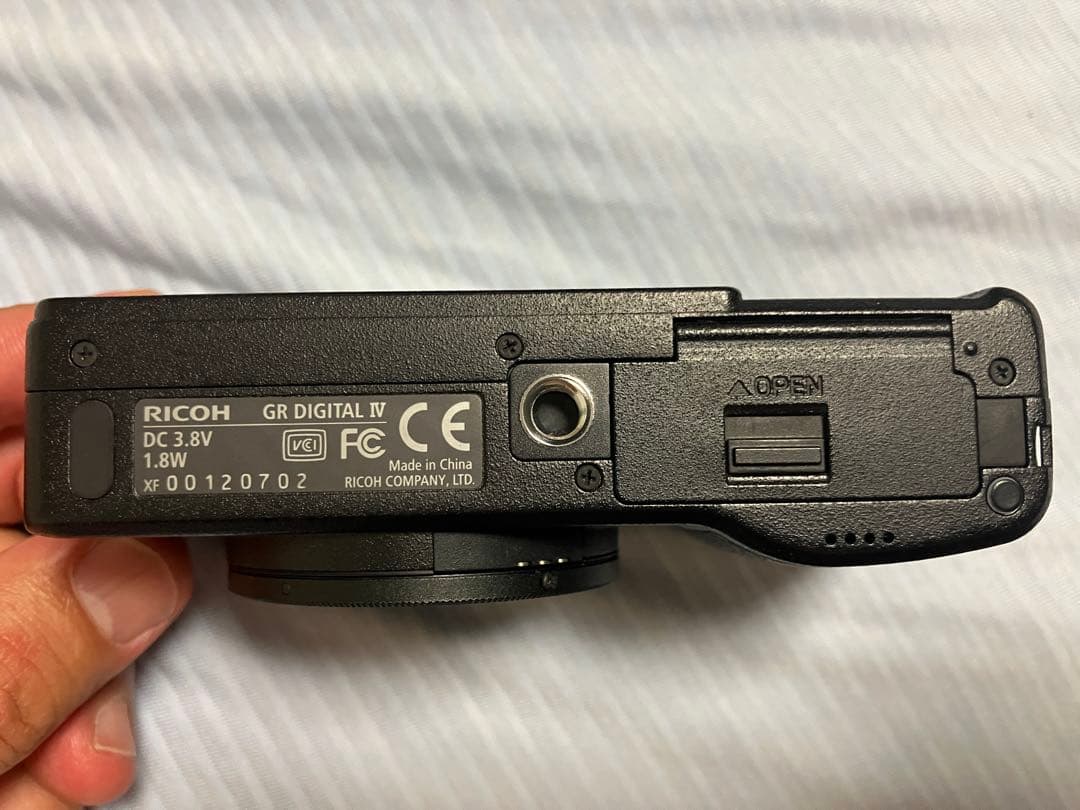 RICOH GR DIGITAL IV
DC 3.8V
1.8W
VCI FC CE
Made in China
XF 00120702 RICOH COMPANY, LTD.
△OPEN